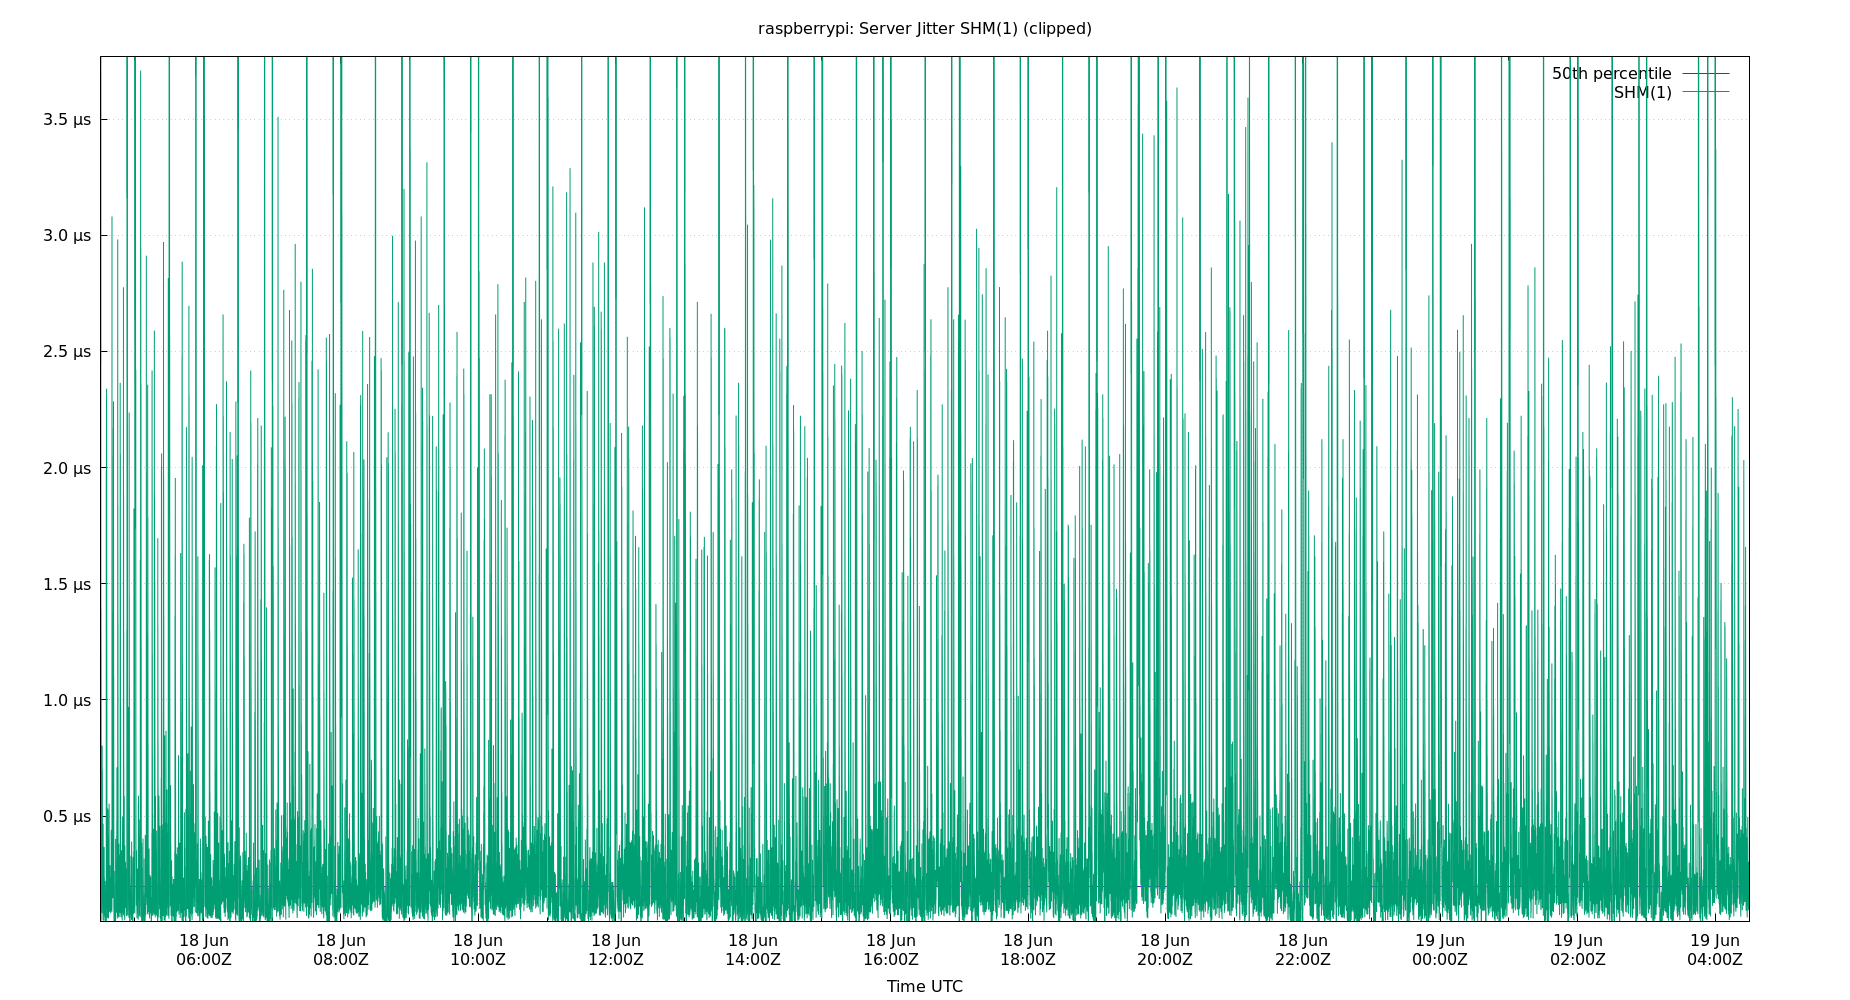 raspberrypi: Server Jitter SHM(1) (clipped)
50th percentile
SHM(1)
3.5 μs
3.0 μs
2.5 μs
2.0 μs
1.5 μs
1.0 μs
0.5 μs
18 Jun 18 Jun 18 Jun 18 Jun 18 Jun 18 Jun 18 Jun 18 Jun 18 Jun 19 Jun 19 Jun 19 Jun
06:00Z 08:00Z 10:00Z 12:00Z 14:00Z 16:00Z 18:00Z 20:00Z 22:00Z 00:00Z 02:00Z 04:00Z
Time UTC